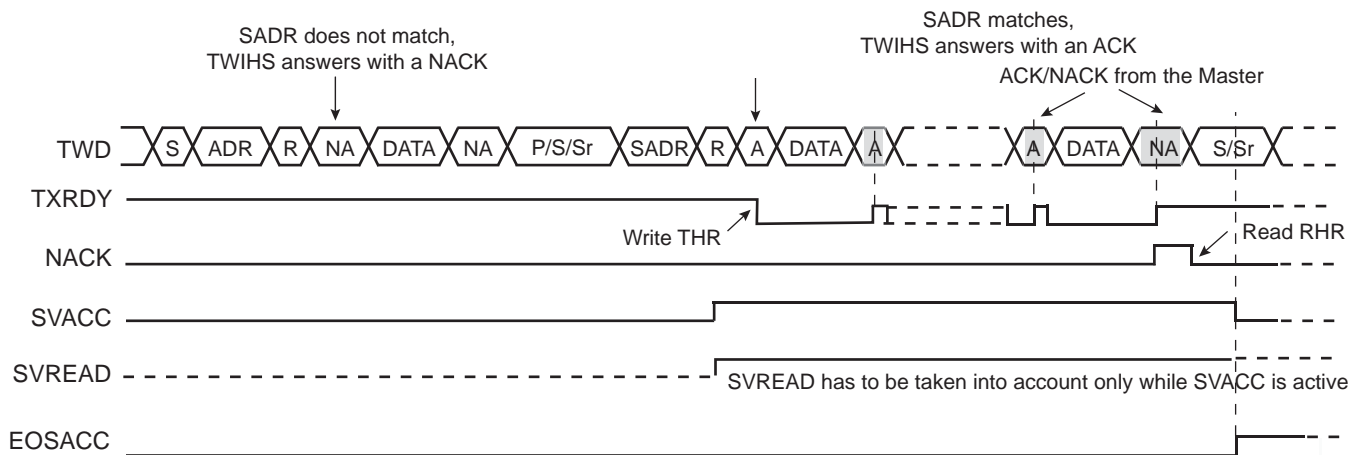 SADR does not match,
TWIHS answers with a NACK
SADR matches,
TWIHS answers with an ACK
ACK/NACK from the Master
TWD S ADR R NA DATA NA P/S/Sr SADR R A DATA A A DATA NA S/Sr
TXRDY
Write THR
Read RHR
NACK
SVACC
SVREAD
SVREAD has to be taken into account only while SVACC is active
EOSACC